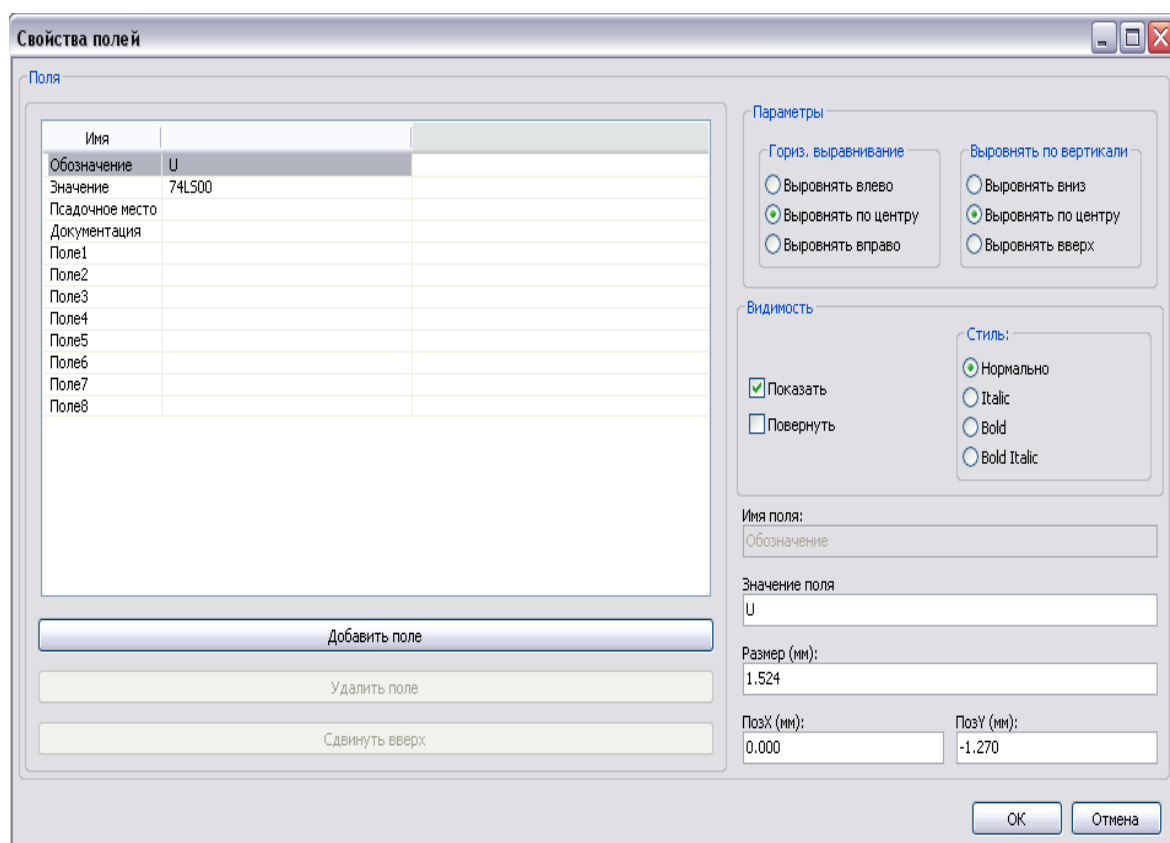 Свойства полей
Поля
Имя
Обозначение U
Значение 74LS00
Псадочное место
Документация
Поле1
Поле2
Поле3
Поле4
Поле5
Поле6
Поле7
Поле8
Добавить поле
Удалить поле
Сдвинуть вверх
Параметры
Гориз. выравнивание
Выровнять влево
Выровнять по центру
Выровнять вправо
Выровнять по вертикали
Выровнять вниз
Выровнять по центру
Выровнять вверх
Видимость
Показать
Повернуть
Стиль:
Нормально
Italic
Bold
Bold Italic
Имя поля:
Обозначение
Значение поля
U
Размер (мм):
1.524
ПозX (мм): ПозY (мм):
0.000 -1.270
OK Отмена